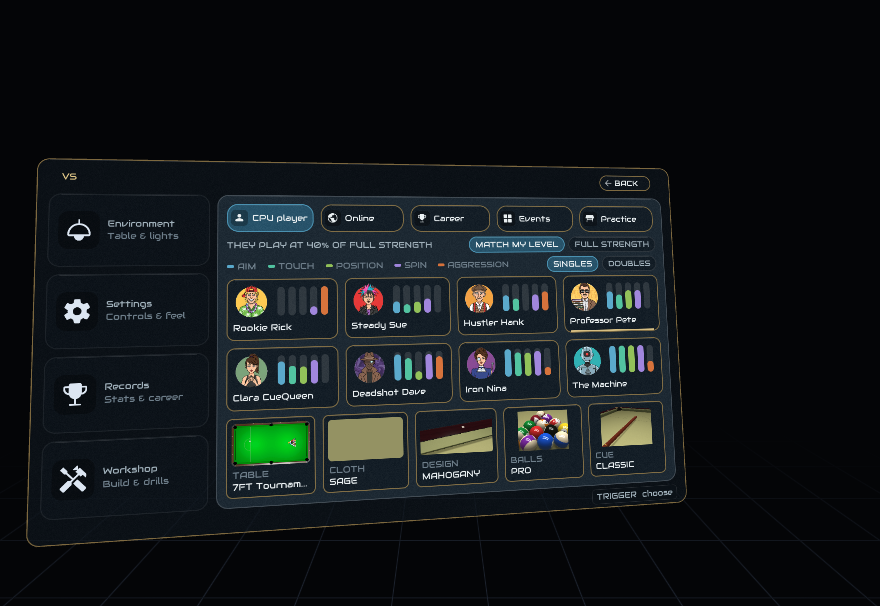 VS
← BACK
Environment
Table & lights
Settings
Controls & feel
Records
Stats & career
Workshop
Build & drills
CPU player
Online
Career
Events
Practice
THEY PLAY AT 40% OF FULL STRENGTH
MATCH MY LEVEL
FULL STRENGTH
AIM
TOUCH
POSITION
SPIN
AGGRESSION
SINGLES
DOUBLES
Rookie Rick
Steady Sue
Hustler Hank
Professor Pete
Clara CueQueen
Deadshot Dave
Iron Nina
The Machine
TABLE
7FT Tournam...
CLOTH
SAGE
DESIGN
MAHOGANY
BALLS
PRO
CUE
CLASSIC
TRIGGER choose